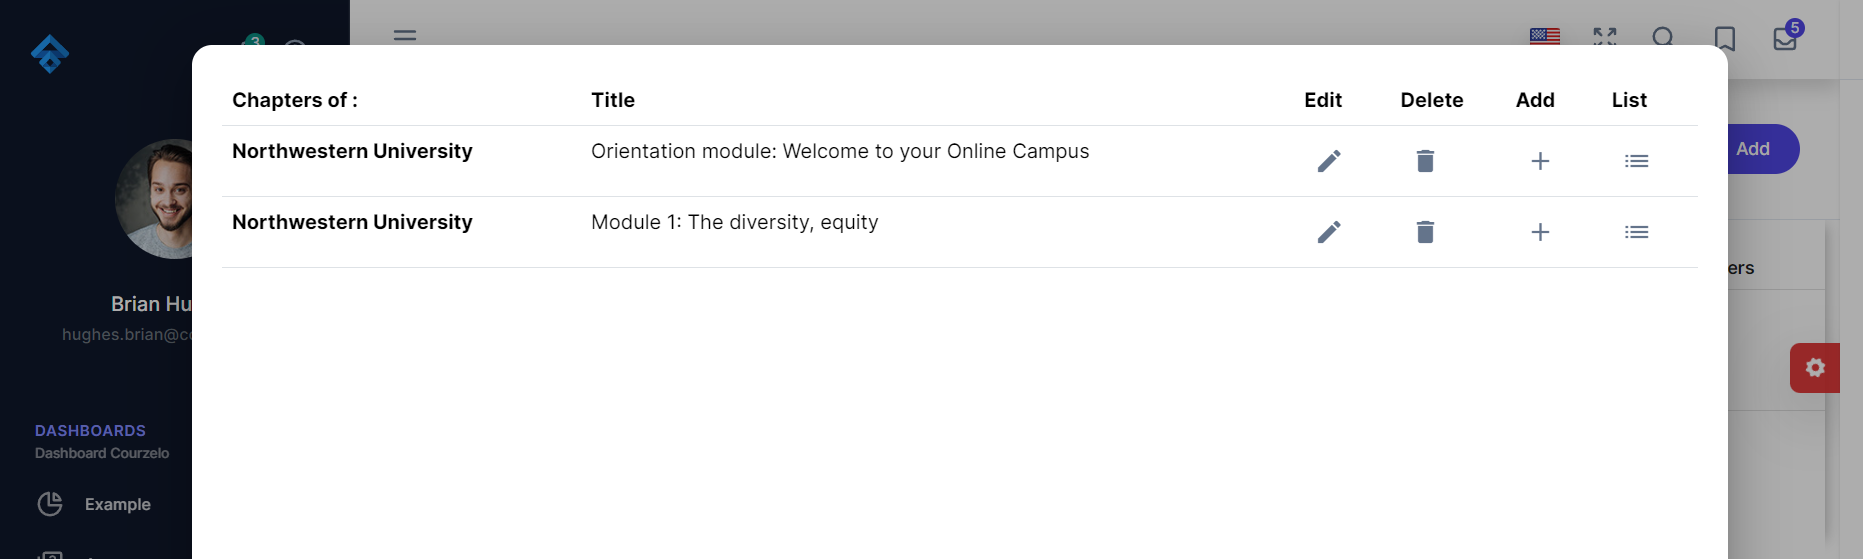 3
5
Chapters of :
Title
Edit
Delete
Add
List
Northwestern University
Orientation module: Welcome to your Online Campus
Add
Northwestern University
Module 1: The diversity, equity
ers
Brian Hu
hughes.brian@c
DASHBOARDS
Dashboard Courzelo
Example